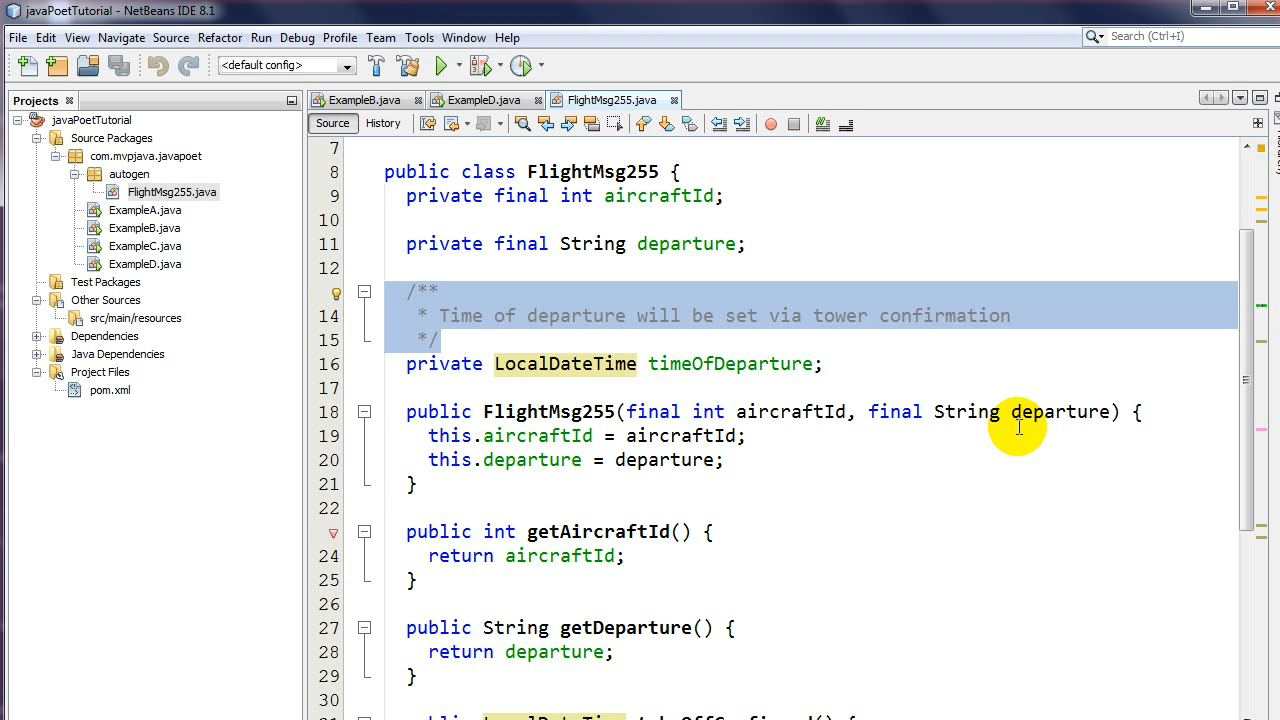 javaPoetTutorial - NetBeans IDE 8.1
File Edit View Navigate Source Refactor Run Debug Profile Team Tools Window Help
Search (Ctrl+I)
<default config>
Projects
ExampleB.java
ExampleD.java
FlightMsg255.java
Source
History
javaPoetTutorial
Source Packages
com.mvpjava.javapoet
autogen
FlightMsg255.java
ExampleA.java
ExampleB.java
ExampleC.java
ExampleD.java
Test Packages
Other Sources
src/main/resources
Dependencies
Java Dependencies
Project Files
pom.xml
7
8 public class FlightMsg255 {
9 private final int aircraftId;
10
11 private final String departure;
12
/**
14 * Time of departure will be set via tower confirmation
15 */
16 private LocalDateTime timeOfDeparture;
17
18 public FlightMsg255(final int aircraftId, final String departure) {
19 this.aircraftId = aircraftId;
20 this.departure = departure;
21 }
22
public int getAircraftId() {
24 return aircraftId;
25 }
26
27 public String getDeparture() {
28 return departure;
29 }
30